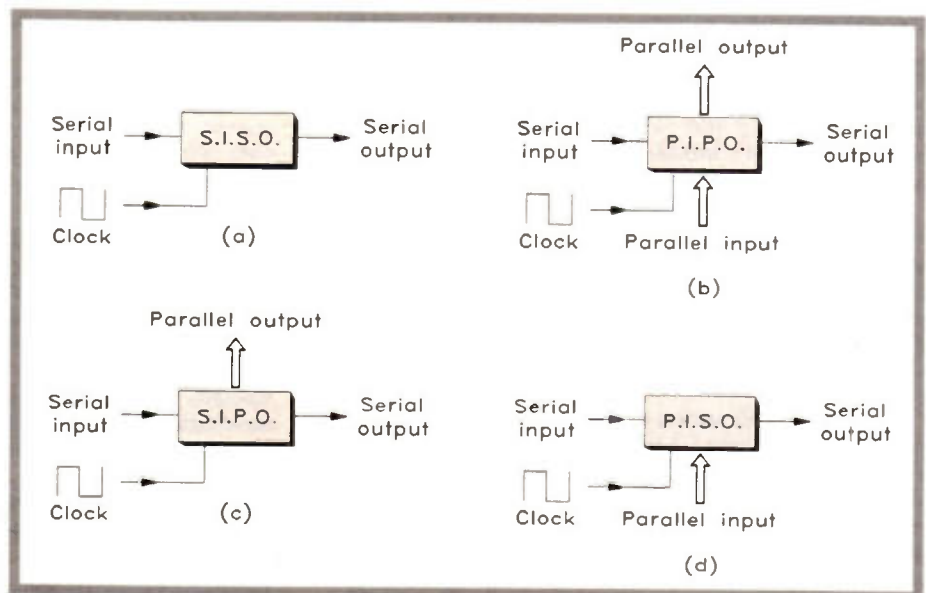 Serial
input
S.I.S.O.
Serial
output
Clock
(a)
Parallel output
Serial
input
P.I.P.O.
Serial
output
Clock
Parallel input
(b)
Parallel output
Serial
input
S.I.P.O.
Serial
output
Clock
(c)
Serial
input
P.I.S.O.
Serial
output
Clock
Parallel input
(d)